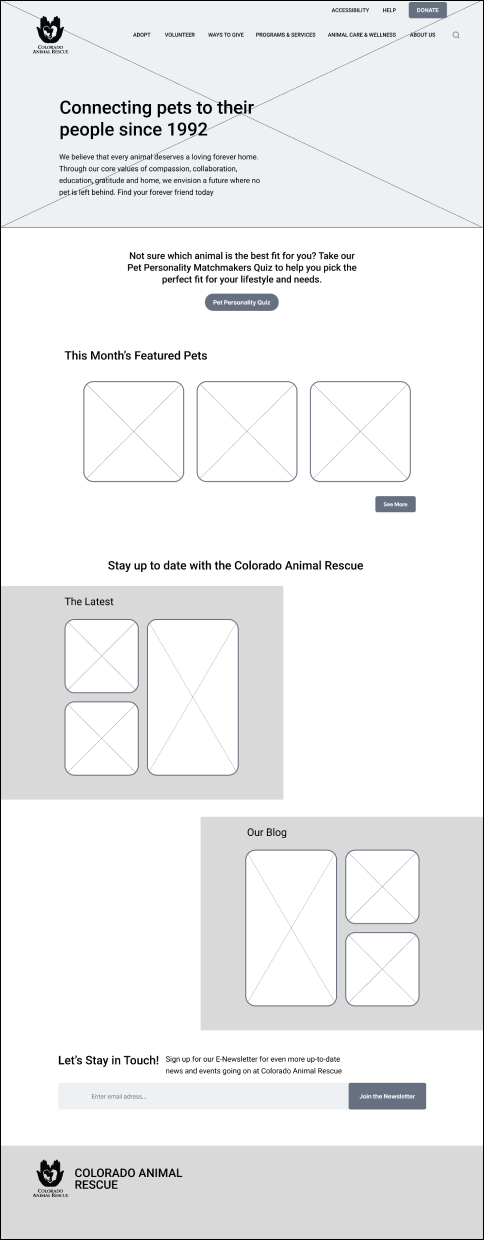 ACCESSIBILITY HELP DONATE
COLORADO
ANIMAL RESCUE
ADOPT VOLUNTEER WAYS TO GIVE PROGRAMS & SERVICES ANIMAL CARE & WELLNESS ABOUT US
Connecting pets to their
people since 1992
We believe that every animal deserves a loving forever home.
Through our core values of compassion, collaboration,
education, gratitude and home, we envision a future where no
pet is left behind. Find your forever friend today
Not sure which animal is the best fit for you? Take our
Pet Personality Matchmakers Quiz to help you pick the
perfect fit for your lifestyle and needs.
Pet Personality Quiz
This Month's Featured Pets
See More
Stay up to date with the Colorado Animal Rescue
The Latest
Our Blog
Let's Stay in Touch! Sign up for our E-Newsletter for even more up-to-date
news and events going on at Colorado Animal Rescue
Enter email adress... Join the Newsletter
COLORADO
ANIMAL RESCUE
COLORADO ANIMAL
RESCUE